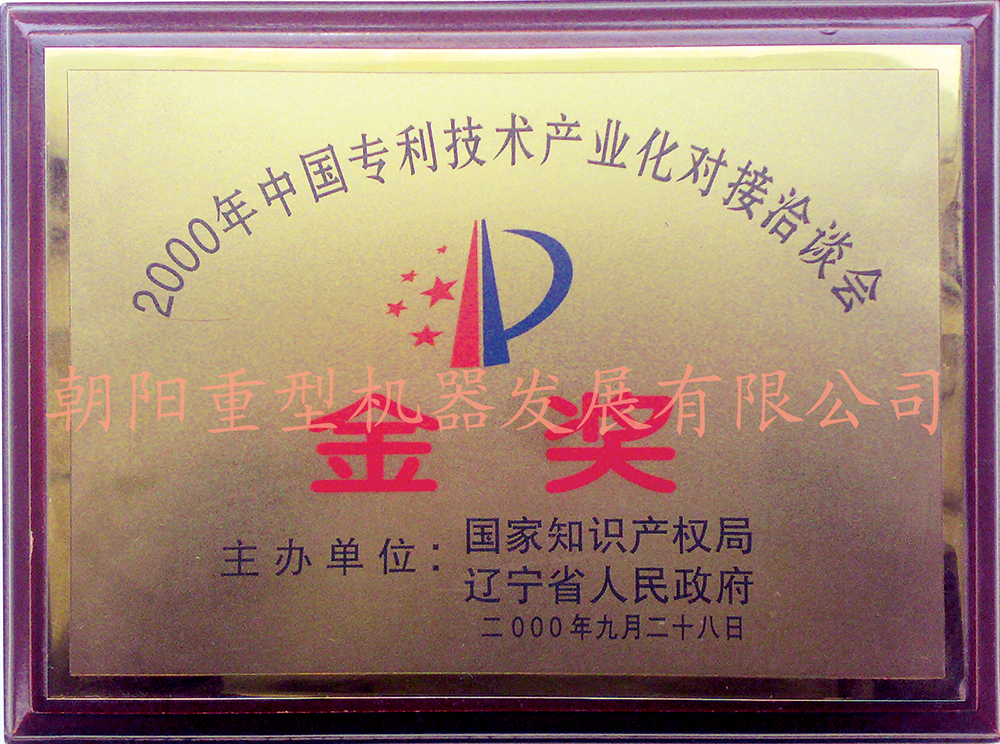 2000年中国专利技术产业化对接洽谈会
朝阳重型机器发展有限公司
金奖
主办单位：国家知识产权局
辽宁省人民政府
二000年九月二十八日